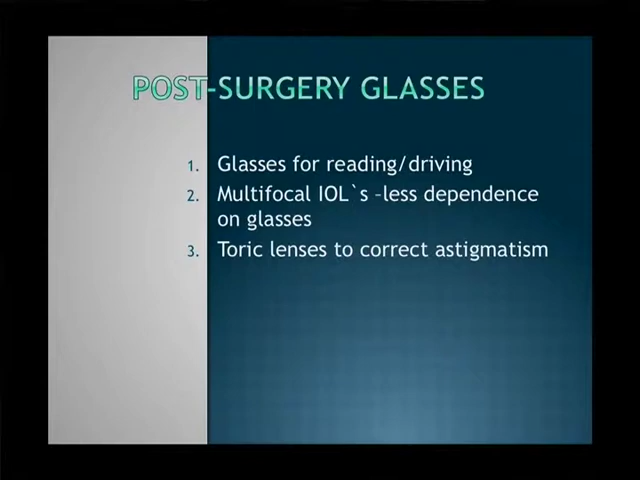 POST-SURGERY GLASSES
1. Glasses for reading/driving
2. Multifocal IOL`s -less dependence
on glasses
3. Toric lenses to correct astigmatism